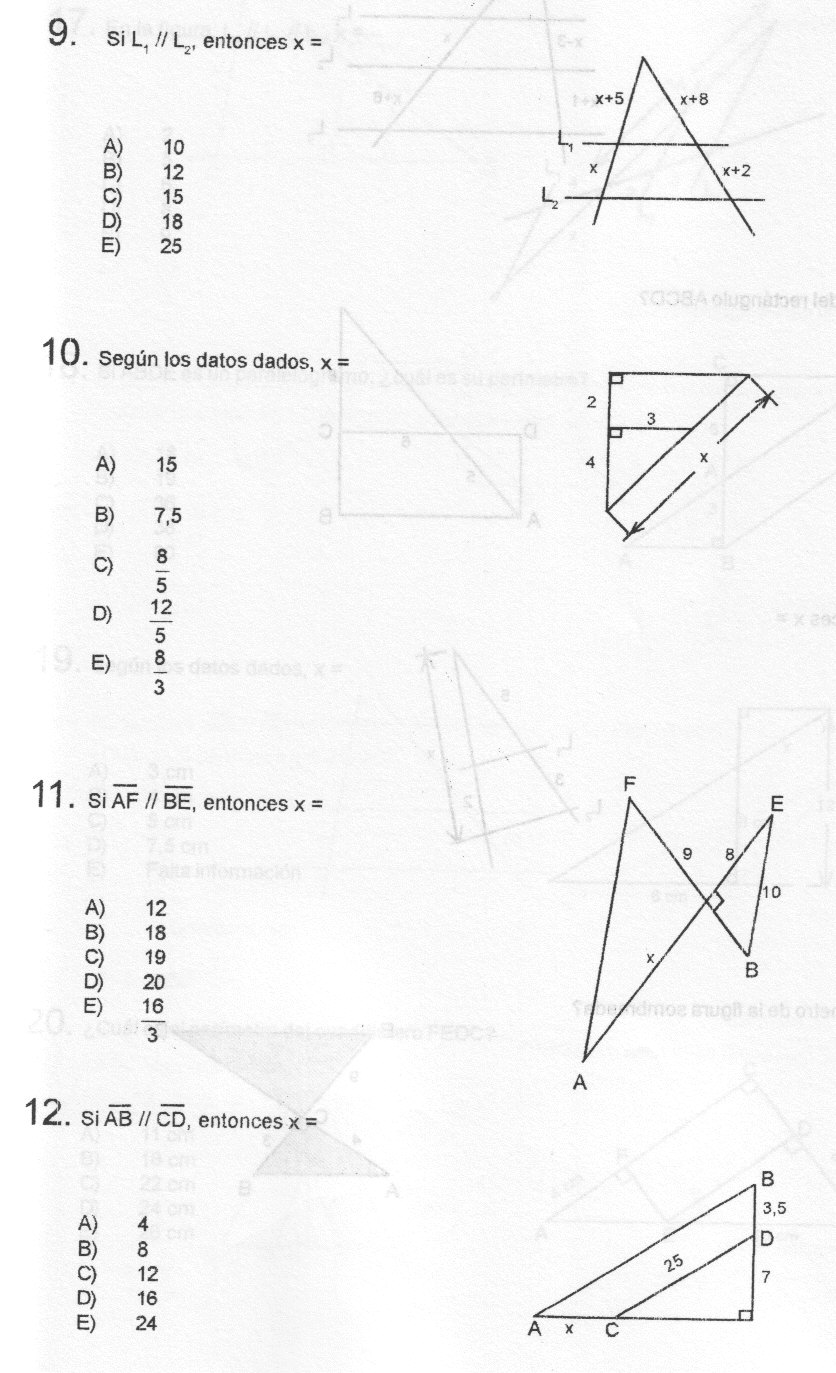 9. Si L₁ // L₂, entonces x =
x+5 x+8
L₁
x x+2
L₂
A) 10
B) 12
C) 15
D) 18
E) 25
10. Según los datos dados, x =
2
3
4
x
A) 15
B) 7,5
C) 8/5
D) 12/5
E) 8/3
11. Si AF // BE, entonces x =
F
E
9 8
10
x
B
A
A) 12
B) 18
C) 19
D) 20
E) 16/3
12. Si AB // CD, entonces x =
B
3,5
D
25
7
A x C
A) 4
B) 8
C) 12
D) 16
E) 24